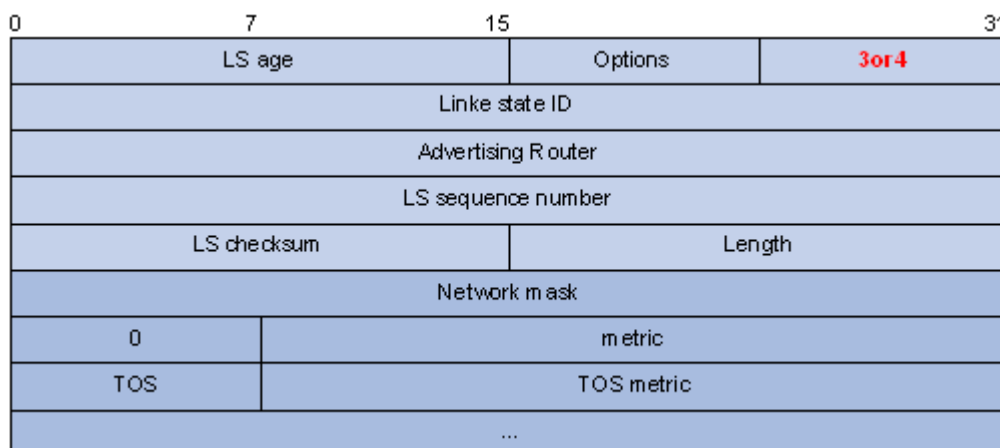 0 7 15 31
LS age Options 3or4
Linke state ID
Advertising Router
LS sequence number
LS checksum Length
Network mask
0 metric
TOS TOS metric
...